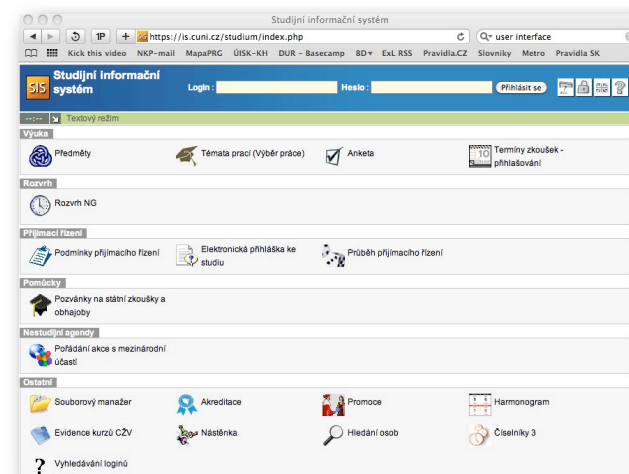 Studijní informační systém
1P
https://is.cuni.cz/studium/index.php
user interface
Kick this video NKP-mail MapaPRG ÚISK-KH DUR - Basecamp BD ExL RSS Pravidla.CZ Slovniky Metro Pravidla SK
SIS
Studijní informační
systém
Login :
Heslo :
Přihlásit se
--:--
Textový režim
Výuka
Předměty
Témata prací (Výběr práce)
Anketa
Termíny zkoušek -
přihlašování
Rozvrh
Rozvrh NG
Přijímací řízení
Podmínky přijímacího řízení
Elektronická přihláška ke
studiu
Průběh přijímacího řízení
Pomůcky
Pozvánky na státní zkoušky a
obhajoby
Nestudijní agendy
Pořádání akce s mezinárodní
účastí
Ostatní
Souborový manažer
Akreditace
Promoce
Harmonogram
Evidence kurzů CŽV
Nástěnka
Hledání osob
Číselníky 3
Vyhledávání loginů